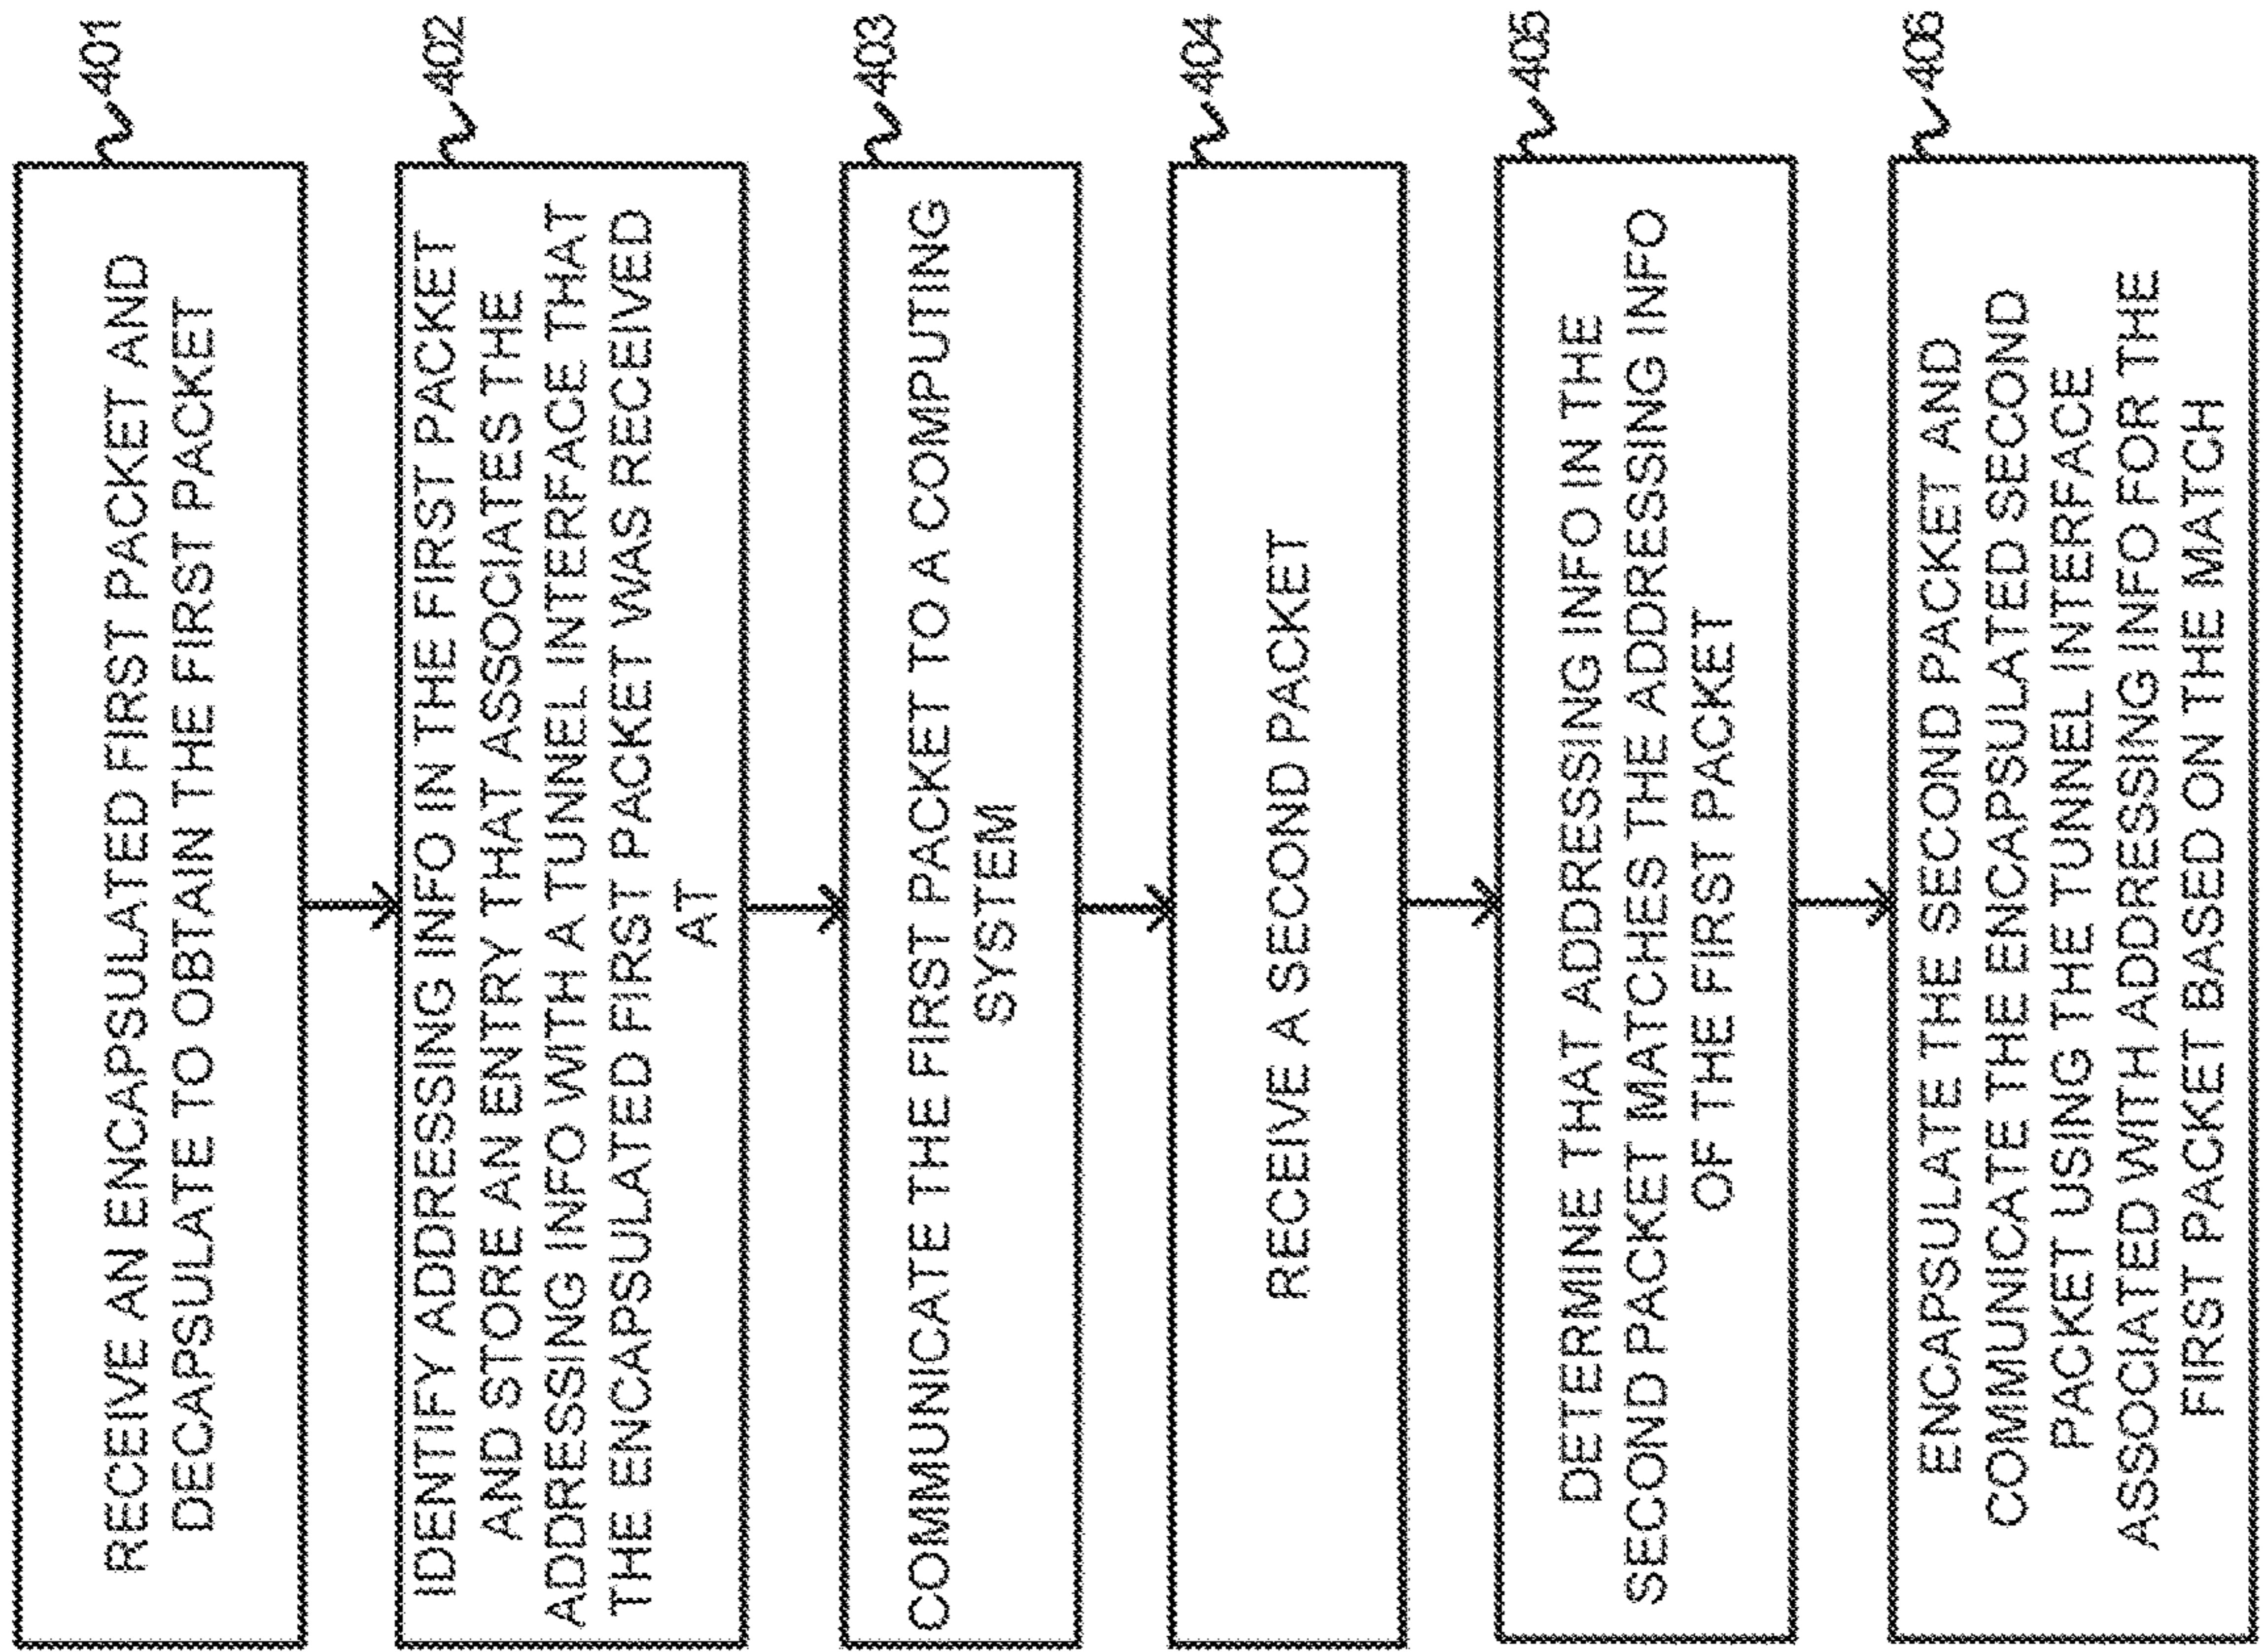 401
RECEIVE AN ENCAPSULATED FIRST PACKET AND
DECAPSULATE TO OBTAIN THE FIRST PACKET
402
IDENTIFY ADDRESSING INFO IN THE FIRST PACKET
AND STORE AN ENTRY THAT ASSOCIATES THE
ADDRESSING INFO WITH A TUNNEL INTERFACE THAT
THE ENCAPSULATED FIRST PACKET WAS RECEIVED
AT
403
COMMUNICATE THE FIRST PACKET TO A COMPUTING
SYSTEM
404
RECEIVE A SECOND PACKET
405
DETERMINE THAT ADDRESSING INFO IN THE
SECOND PACKET MATCHES THE ADDRESSING INFO
OF THE FIRST PACKET
406
ENCAPSULATE THE SECOND PACKET AND
COMMUNICATE THE ENCAPSULATED SECOND
PACKET USING THE TUNNEL INTERFACE
ASSOCIATED WITH ADDRESSING INFO FOR THE
FIRST PACKET BASED ON THE MATCH